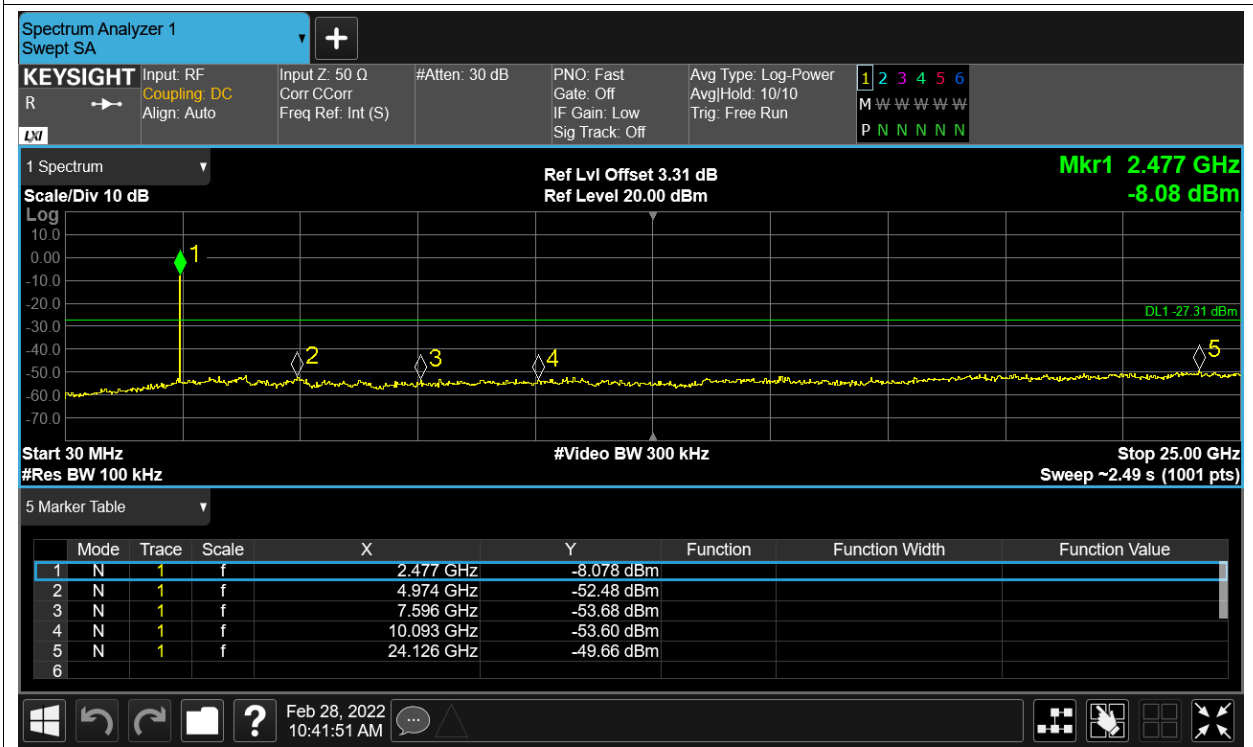 Spectrum Analyzer 1
Swept SA
▼
+
KEYSIGHT
R
LXI
Input: RF
Coupling: DC
Align: Auto
Input Z: 50 Ω
Corr CCorr
Freq Ref: Int (S)
#Atten: 30 dB
PNO: Fast
Gate: Off
IF Gain: Low
Sig Track: Off
Avg Type: Log-Power
Avg|Hold: 10/10
Trig: Free Run
1 2 3 4 5 6
M W W W W W
P N N N N N
1 Spectrum ▼
Scale/Div 10 dB
Ref Lvl Offset 3.31 dB
Ref Level 20.00 dBm
Mkr1 2.477 GHz
-8.08 dBm
Log
10.0
0.00
-10.0
-20.0
-30.0
-40.0
-50.0
-60.0
-70.0
1
2
3
4
5
DL1 -27.31 dBm
Start 30 MHz
#Res BW 100 kHz
#Video BW 300 kHz
Stop 25.00 GHz
Sweep ~2.49 s (1001 pts)
5 Marker Table ▼
Mode Trace Scale X Y Function Function Width Function Value
1 N 1 f 2.477 GHz -8.078 dBm
2 N 1 f 4.974 GHz -52.48 dBm
3 N 1 f 7.596 GHz -53.68 dBm
4 N 1 f 10.093 GHz -53.60 dBm
5 N 1 f 24.126 GHz -49.66 dBm
6
?
Feb 28, 2022
10:41:51 AM